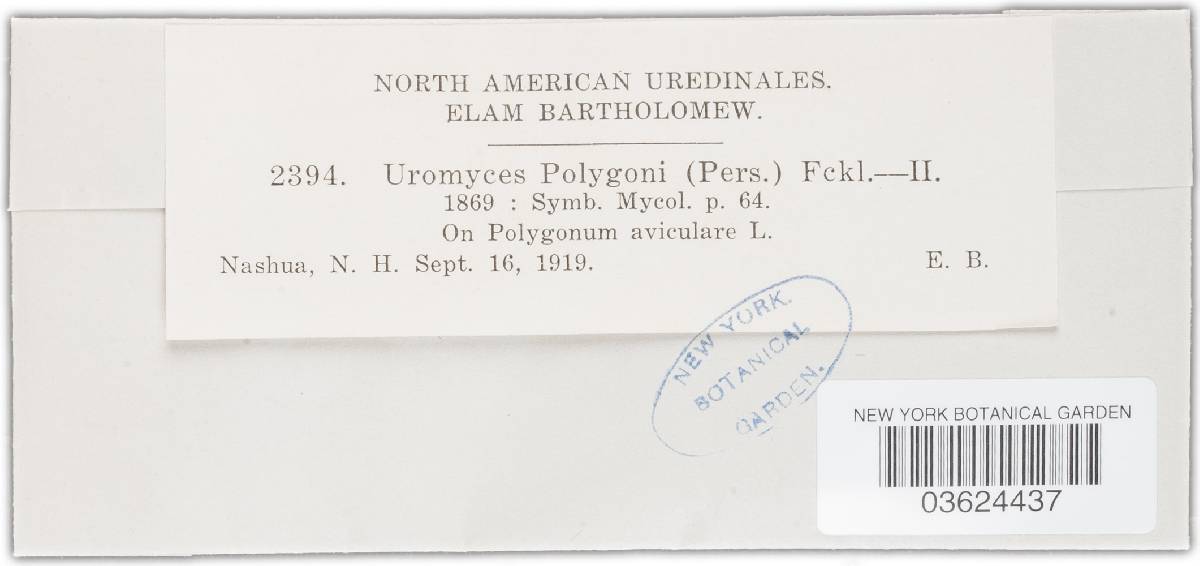 NORTH AMERICAN UREDINALES.
ELAM BARTHOLOMEW.
2394. Uromyces Polygoni (Pers.) Fckl.—II.
1869 : Symb. Mycol. p. 64.
On Polygonum aviculare L.
Nashua, N. H. Sept. 16, 1919. E. B.
NEW YORK.
BOTANICAL
GARDEN.
NEW YORK BOTANICAL GARDEN
03624437